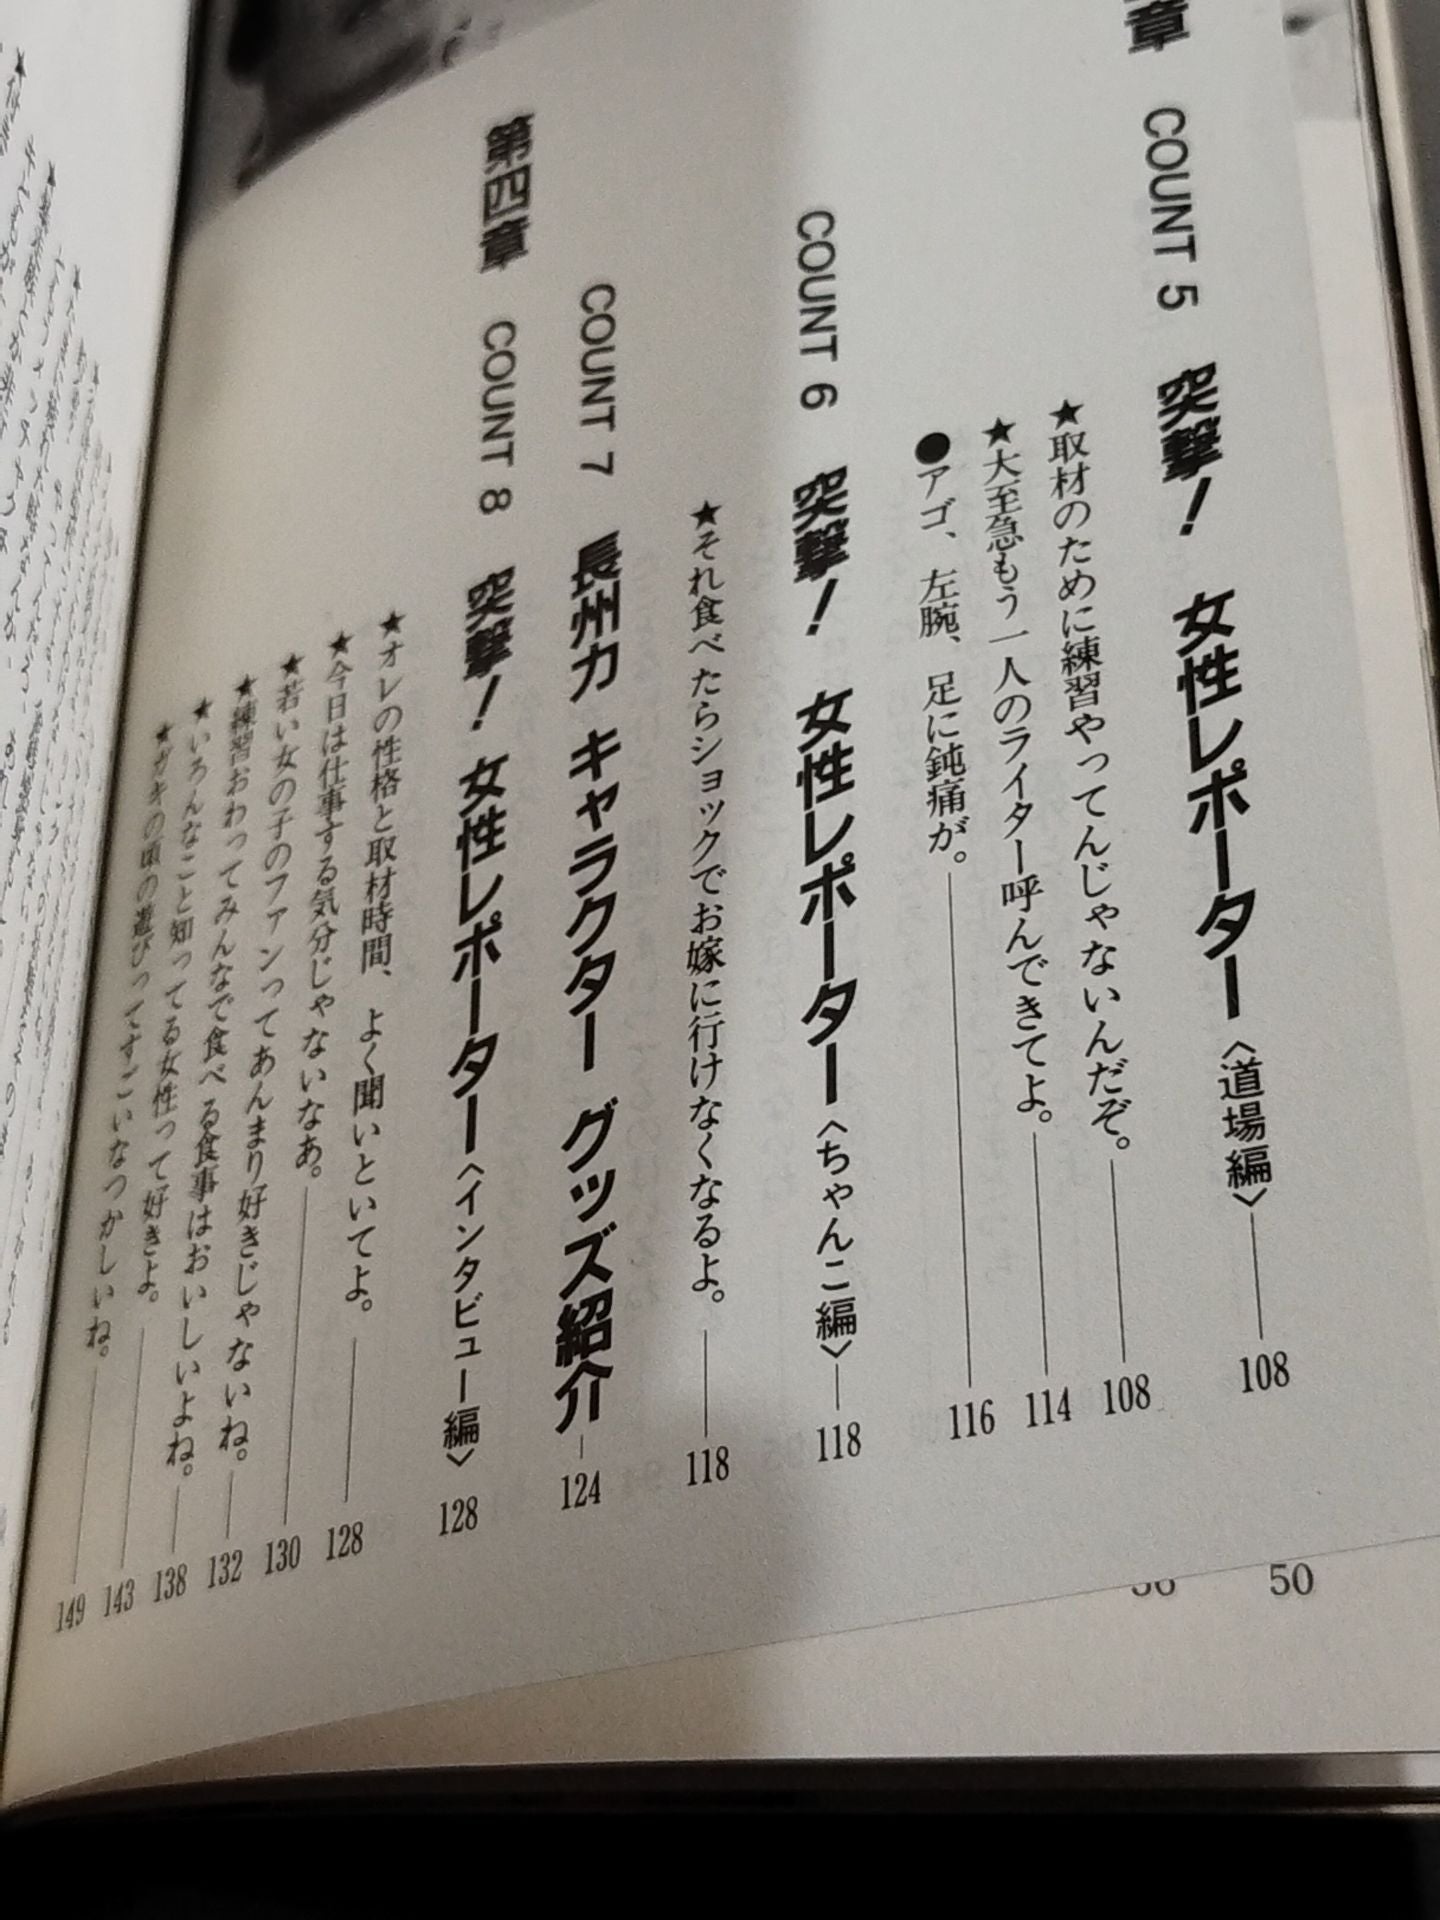 章 COUNT 5 突撃！ 女性レポーター〈道場編〉 108
★取材のために練習やってんじゃないんだぞ。 108
★大至急もう一人のライター呼んできてよ。 114
●アゴ、左腕、足に鈍痛が。 116
COUNT 6 突撃！ 女性レポーター〈ちゃんこ編〉 118
★それ食べたらショックでお嫁に行けなくなるよ。 118
COUNT 7 長州力 キャラクター グッズ紹介 124
第四章 COUNT 8 突撃！ 女性レポーター〈インタビュー編〉 128
★オレの性格と取材時間、よく聞いといてよ。 128
★今日は仕事する気分じゃないなあ。 130
★若い女の子のファンってあんまり好きじゃないね。 132
★練習おわってみんなで食べる食事はおいしいよね。 138
★いろんなこと知ってる女性って好きよ。 143
★ガキの頃の遊びってすごいなつかしいね。 149
50